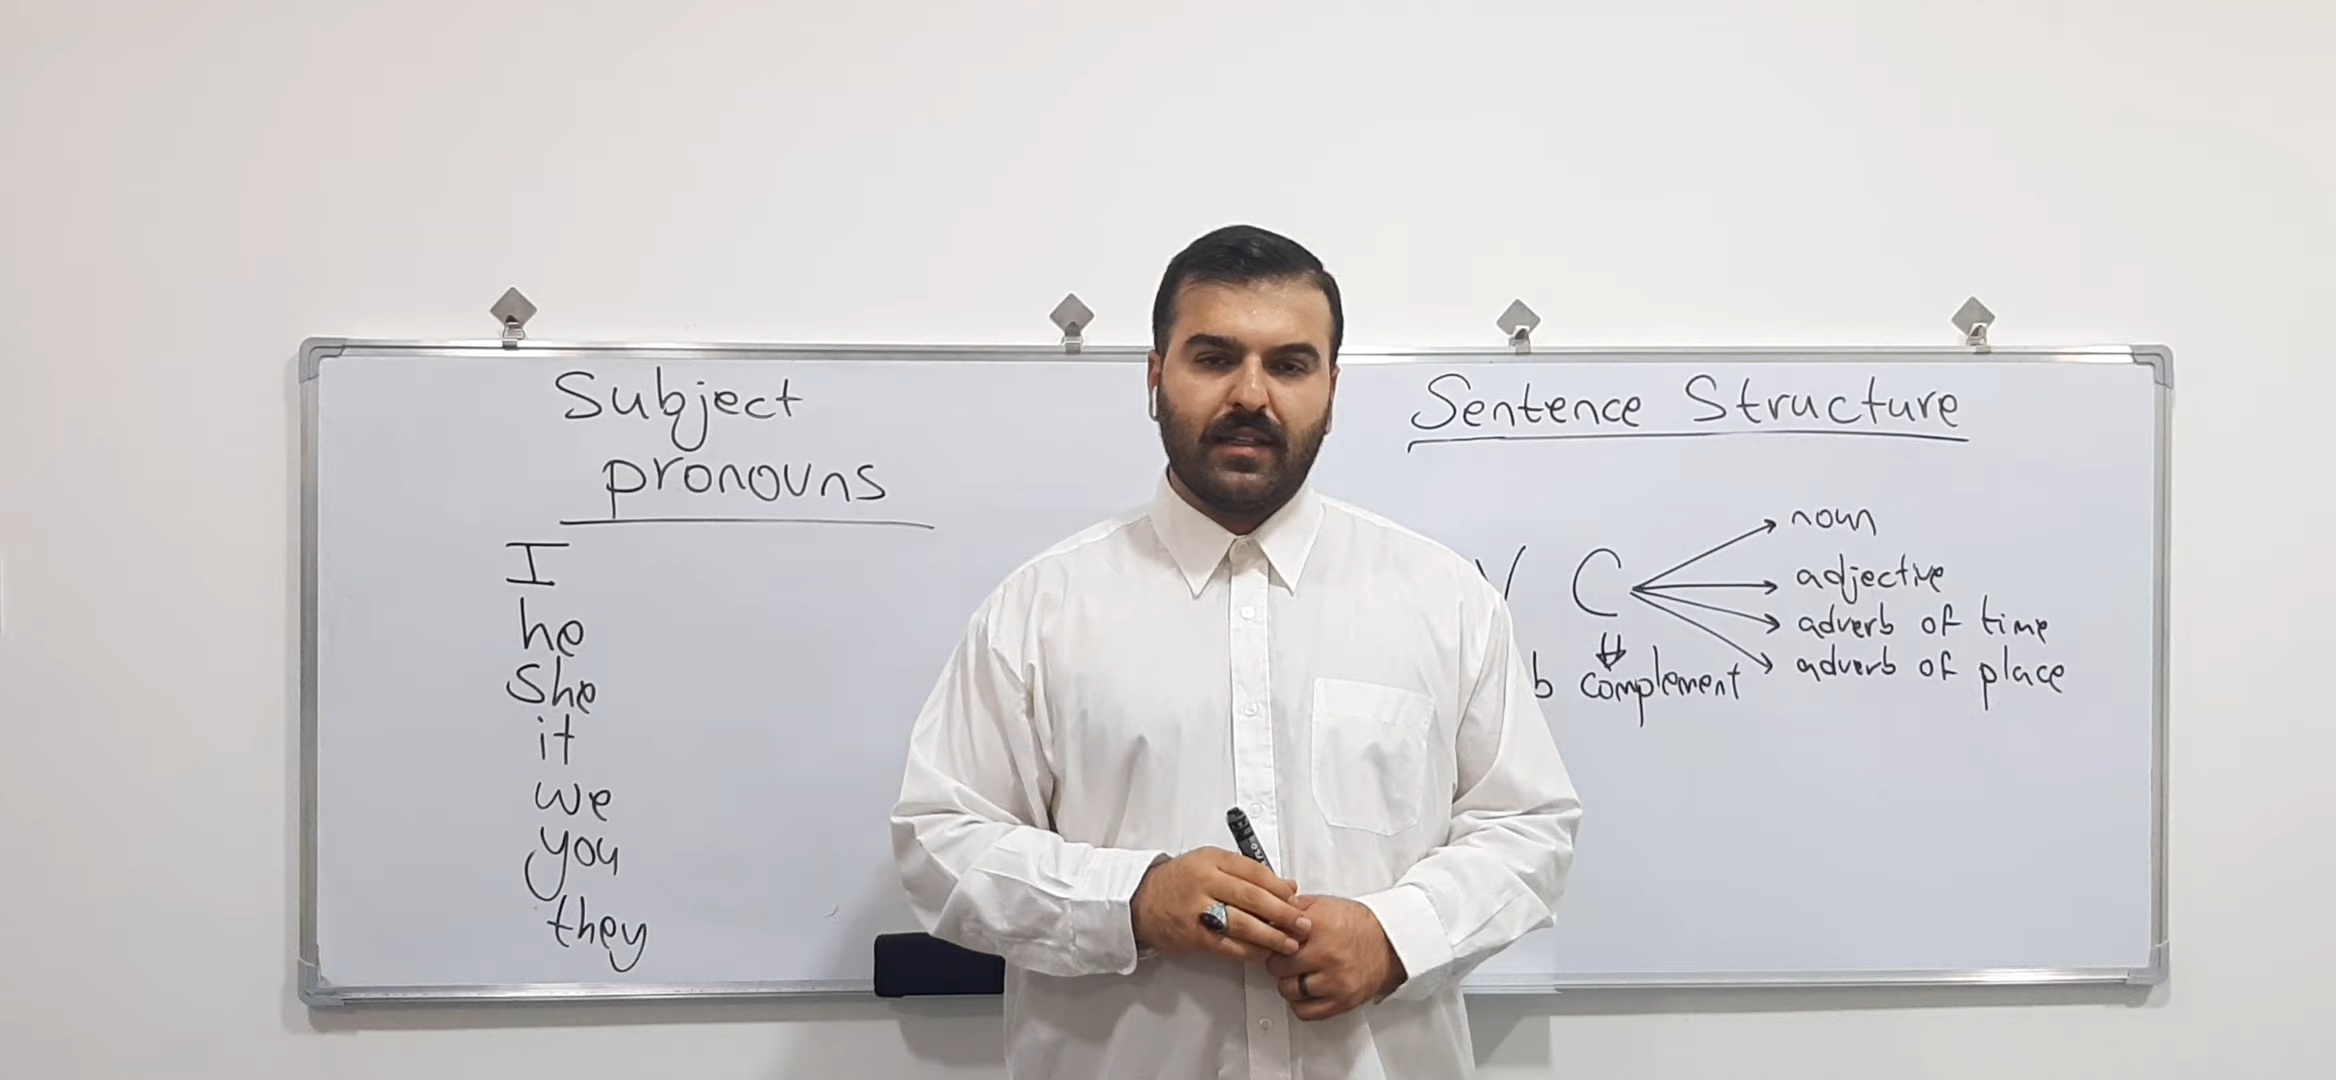 Subject
pronouns
I
he
she
it
we
you
they
Sentence Structure
V C
noun
adjective
adverb of time
adverb of place
b complement